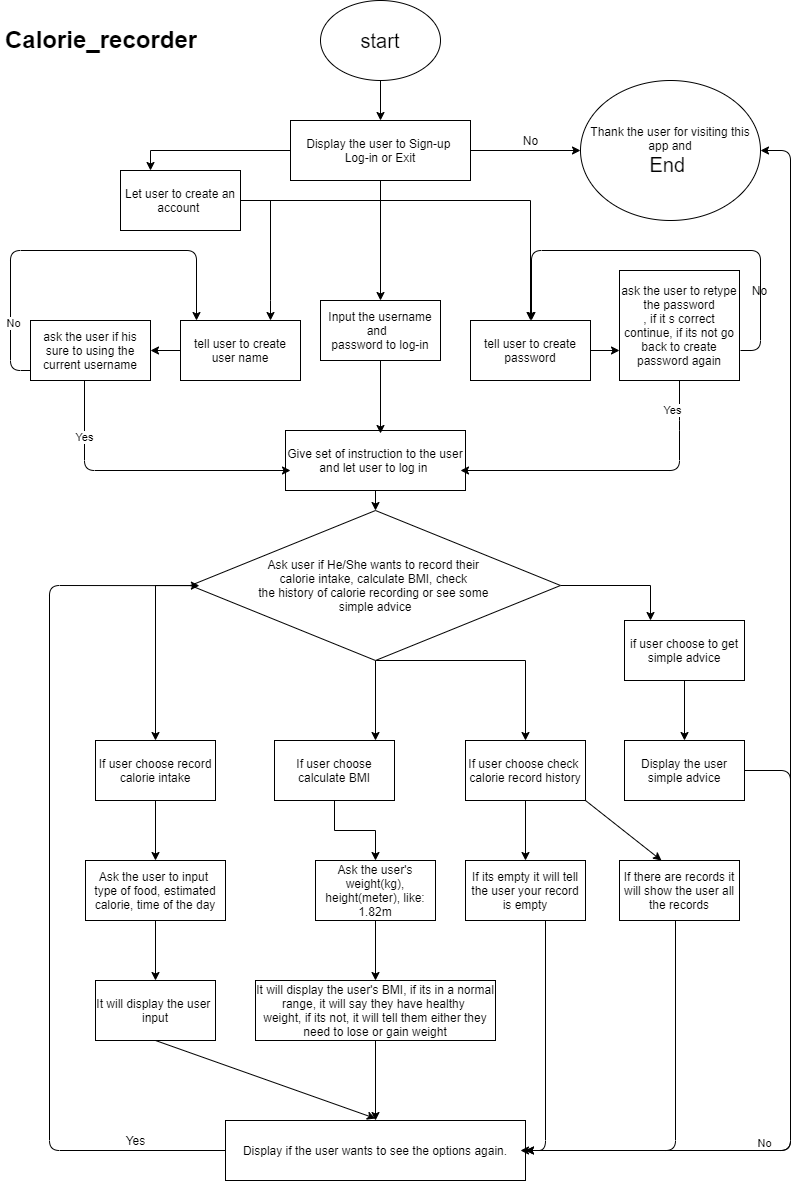 Calorie_recorder
start
Display the user to Sign-up
Log-in or Exit
No
Thank the user for visiting this
app and
End
Let user to create an
account
No
ask the user if his
sure to using the
current username
tell user to create
user name
Input the username
and
password to log-in
tell user to create
password
ask the user to retype
the password
, if it s correct
continue, if its not go
back to create
password again
No
Yes
Yes
Give set of instruction to the user
and let user to log in
Ask user if He/She wants to record their
calorie intake, calculate BMI, check
the history of calorie recording or see some
simple advice
if user choose to get
simple advice
If user choose record
calorie intake
If user choose
calculate BMI
If user choose check
calorie record history
Display the user
simple advice
Ask the user to input
type of food, estimated
calorie, time of the day
Ask the user's
weight(kg),
height(meter), like:
1.82m
If its empty it will tell
the user your record
is empty
If there are records it
will show the user all
the records
It will display the user
input
It will display the user's BMI, if its in a normal
range, it will say they have healthy
weight, if its not, it will tell them either they
need to lose or gain weight
Yes
Display if the user wants to see the options again.
No